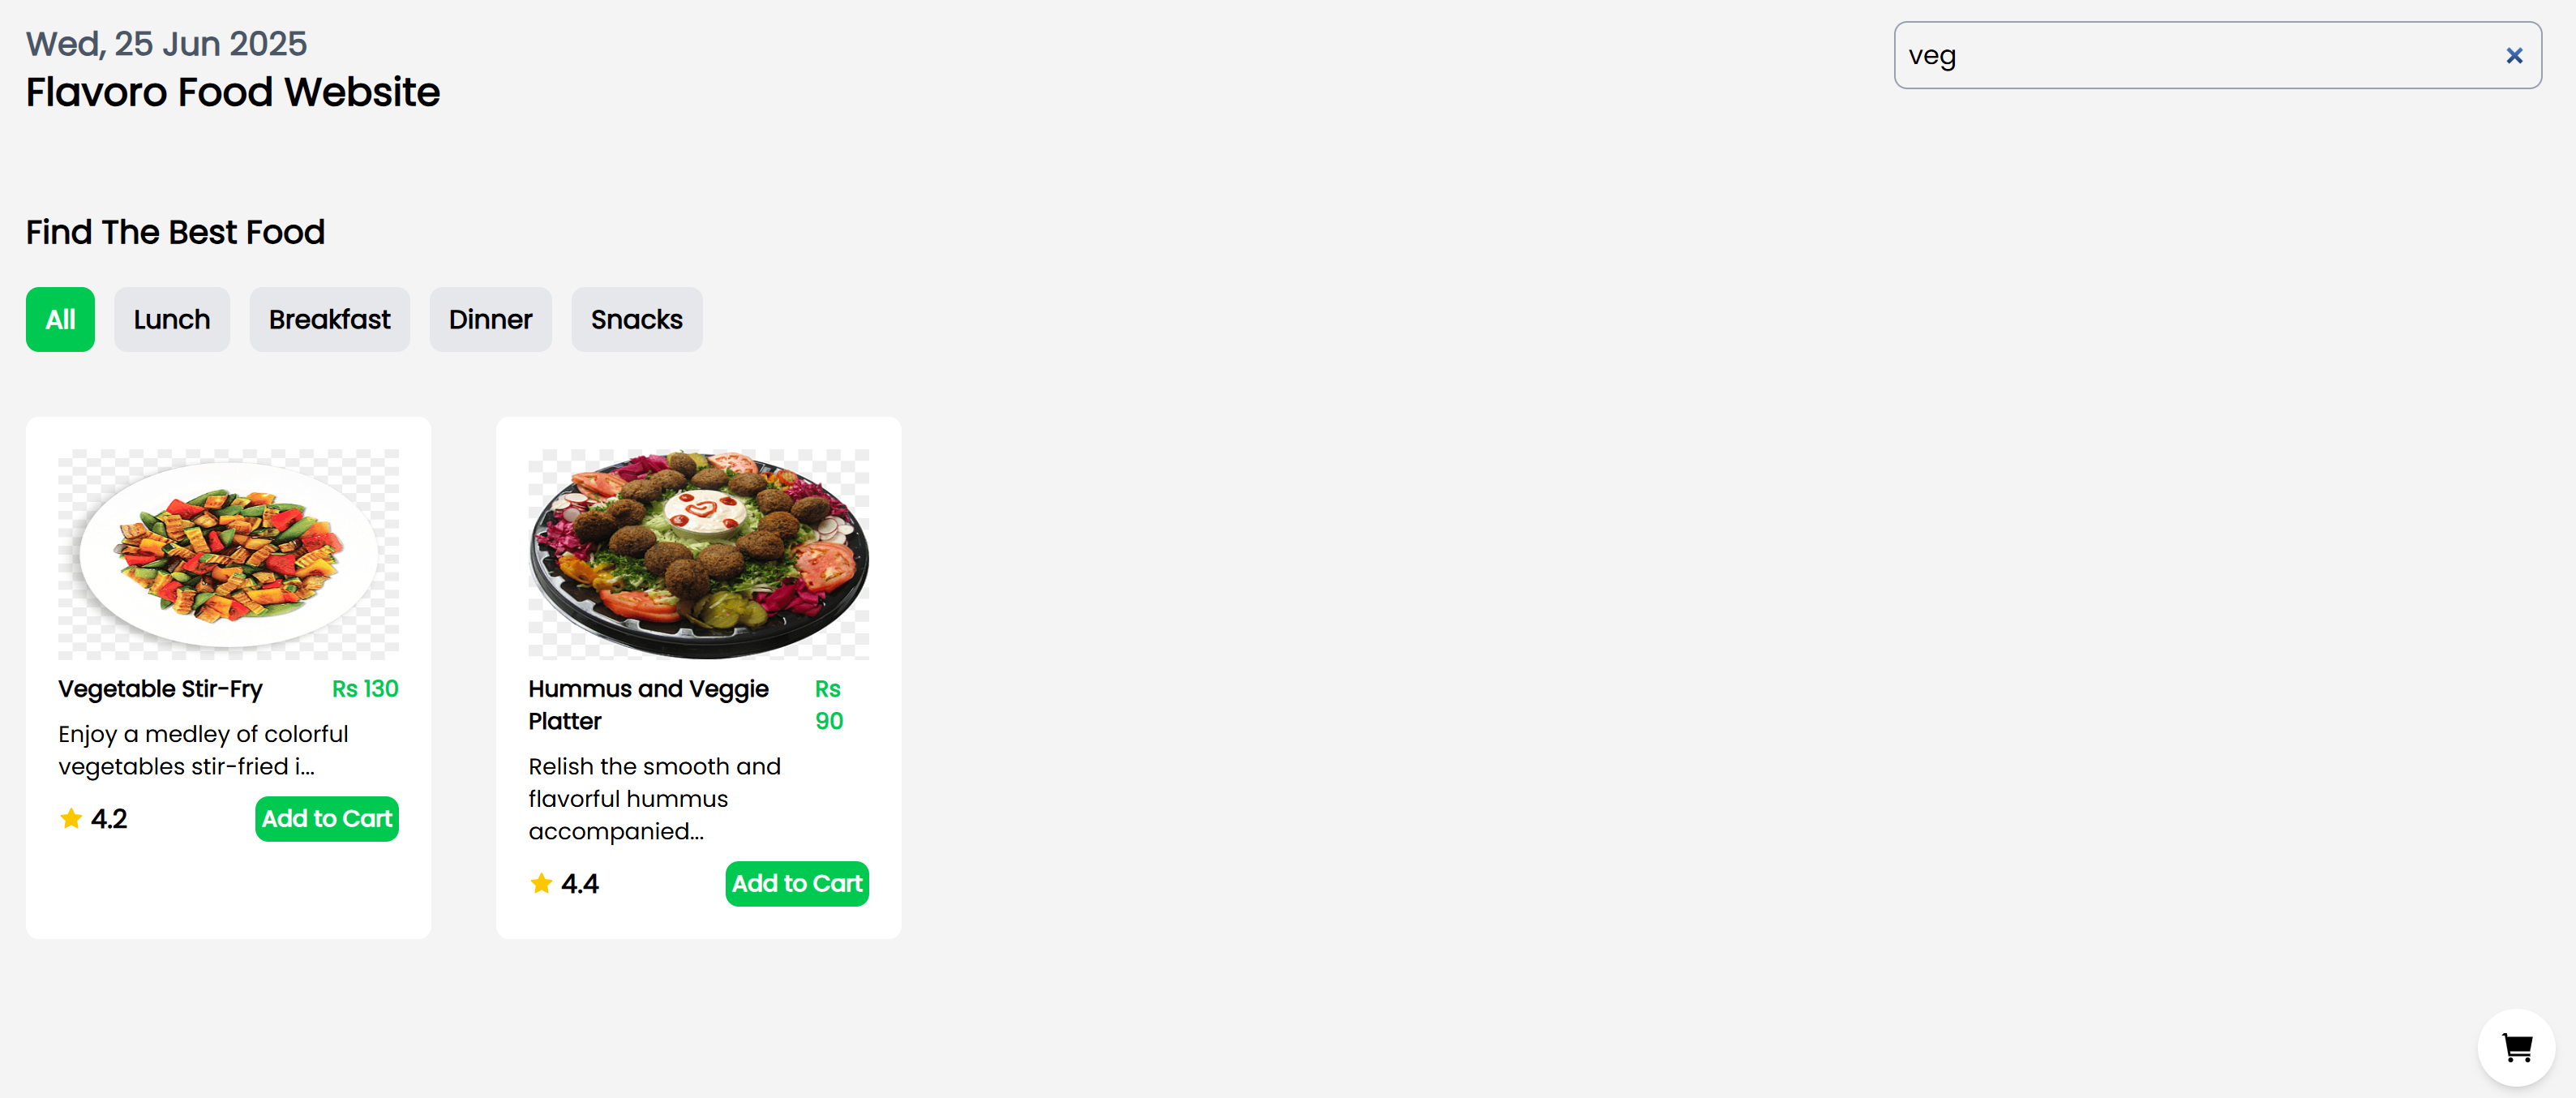 Wed, 25 Jun 2025
Flavoro Food Website
veg
Find The Best Food
All
Lunch
Breakfast
Dinner
Snacks
Vegetable Stir-Fry
Rs 130
Enjoy a medley of colorful
vegetables stir-fried i...
4.2
Add to Cart
Hummus and Veggie
Platter
Rs
90
Relish the smooth and
flavorful hummus
accompanied...
4.4
Add to Cart